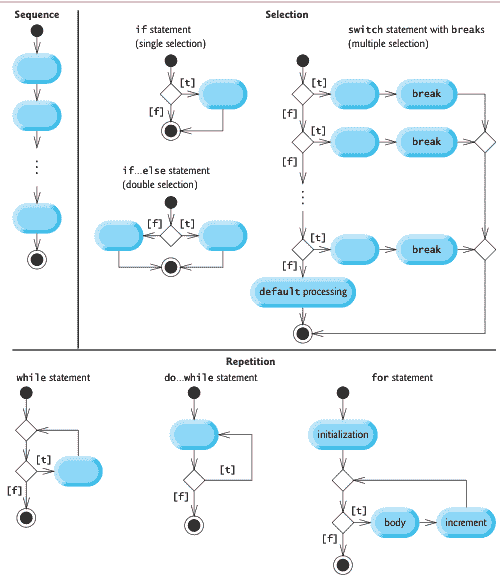 Sequence
Selection
if statement
(single selection)
[t]
[f]
if…else statement
(double selection)
[f]
[t]
switch statement with breaks
(multiple selection)
[t]
break
[f]
[t]
break
[f]
[t]
break
[f]
default processing
Repetition
while statement
[t]
[f]
do…while statement
[t]
[f]
for statement
initialization
[t]
body
increment
[f]